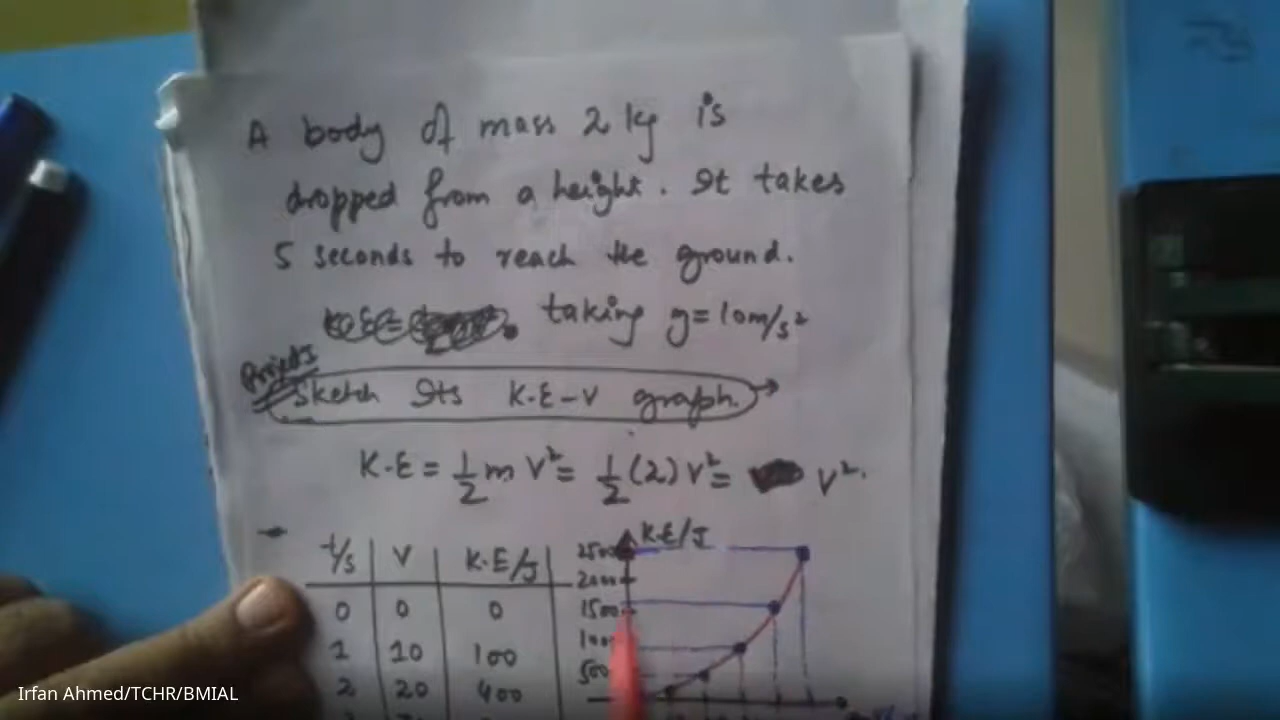 A body of mass 2 kg is
dropped from a height. It takes
5 seconds to reach the ground.
taking g = 10 m/s²
Sketch Its K.E-V graph.
K.E = 1/2 m V² = 1/2 (2) V² = V².
t/s V K.E/J
0 0 0
1 10 100
2 20 400
K.E/J
2500
2000
1500
1000
500
Irfan Ahmed/TCHR/BMIAL